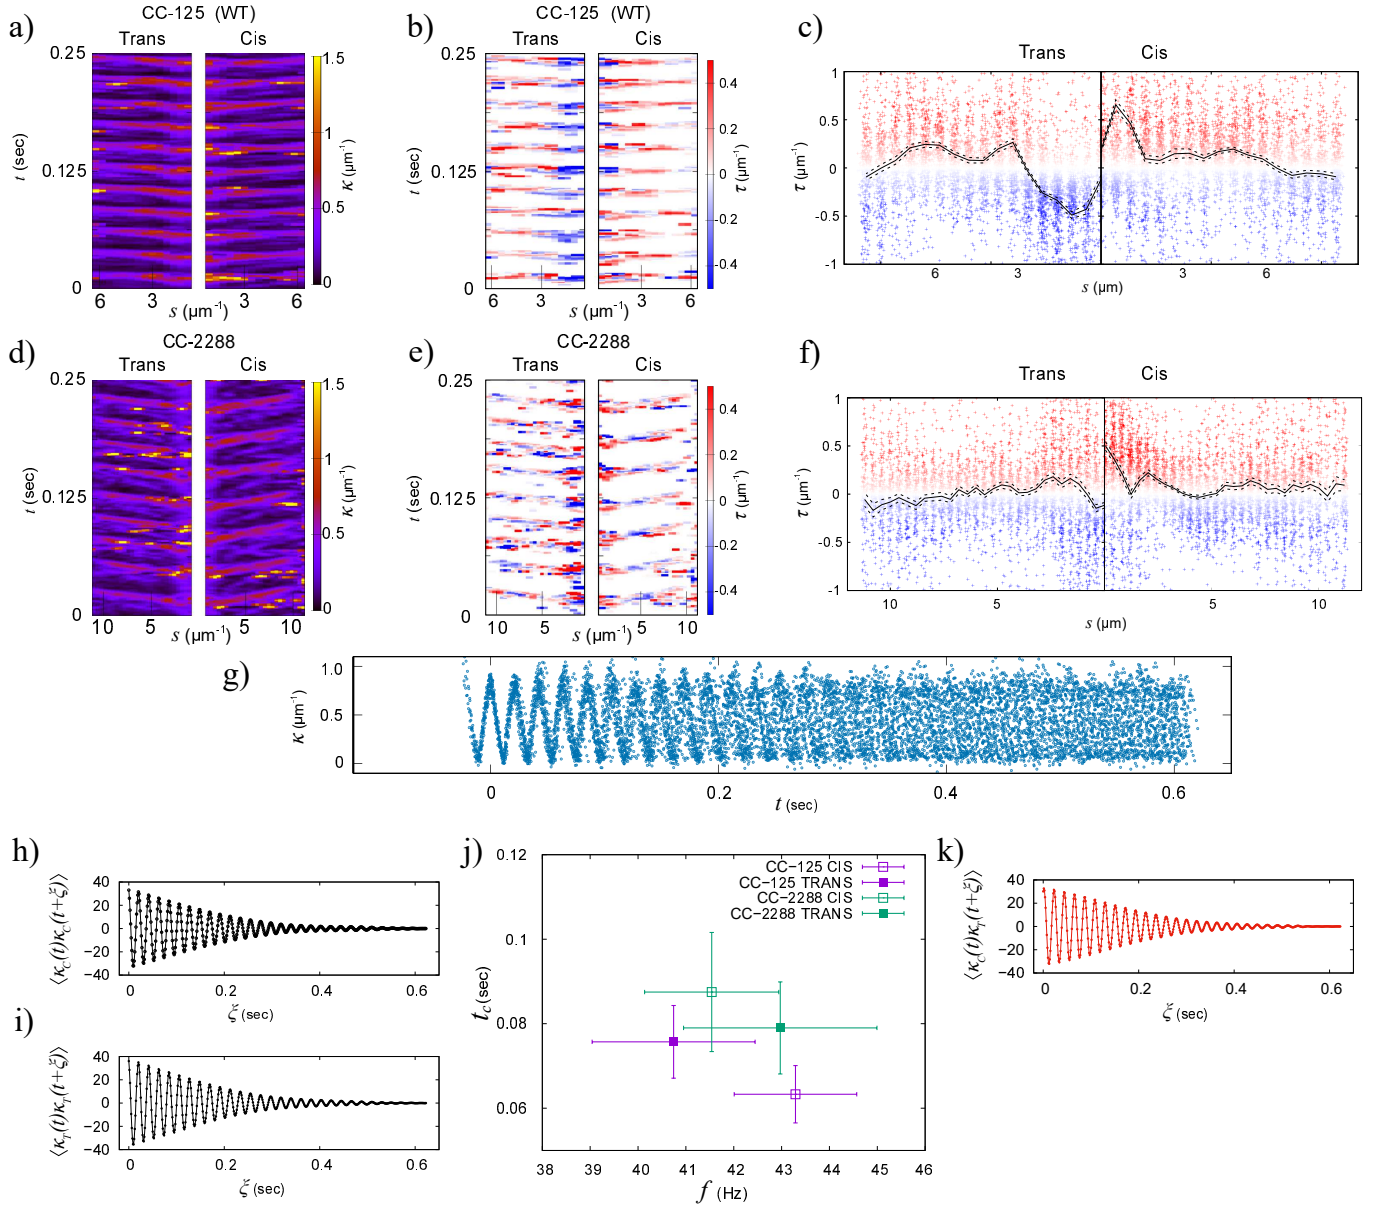 a)
CC-125 (WT)
Trans Cis
0.25
0.125
0
t (sec)
6 3 3 6
s (µm⁻¹)
1.5
1
0.5
0
κ (µm⁻¹)
b)
CC-125 (WT)
Trans Cis
0.25
0.125
0
t (sec)
6 3 3 6
s (µm⁻¹)
0.4
0.2
0
-0.2
-0.4
τ (µm⁻¹)
c)
Trans Cis
1
0.5
0
-0.5
-1
τ (µm⁻¹)
6 3 3 6
s (µm)
d)
CC-2288
Trans Cis
0.25
0.125
0
t (sec)
10 5 5 10
s (µm⁻¹)
1.5
1
0.5
0
κ (µm⁻¹)
e)
CC-2288
Trans Cis
0.25
0.125
0
t (sec)
10 5 5 10
s (µm⁻¹)
0.4
0.2
0
-0.2
-0.4
τ (µm⁻¹)
f)
Trans Cis
1
0.5
0
-0.5
-1
τ (µm⁻¹)
10 5 5 10
s (µm)
g)
1.0
0.5
0
κ (µm⁻¹)
0 0.2 0.4 0.6
t (sec)
h)
⟨κ_C(t)κ_C(t+ξ)⟩
40
20
0
−20
−40
0 0.2 0.4 0.6
ξ (sec)
i)
⟨κ_T(t)κ_T(t+ξ)⟩
40
20
0
−20
−40
0 0.2 0.4 0.6
ξ (sec)
j)
0.12
0.1
0.08
0.06
t_c (sec)
CC−125 CIS
CC−125 TRANS
CC−2288 CIS
CC−2288 TRANS
38 39 40 41 42 43 44 45 46
f (Hz)
k)
⟨κ_C(t)κ_T(t+ξ)⟩
40
20
0
−20
−40
0 0.2 0.4 0.6
ξ (sec)